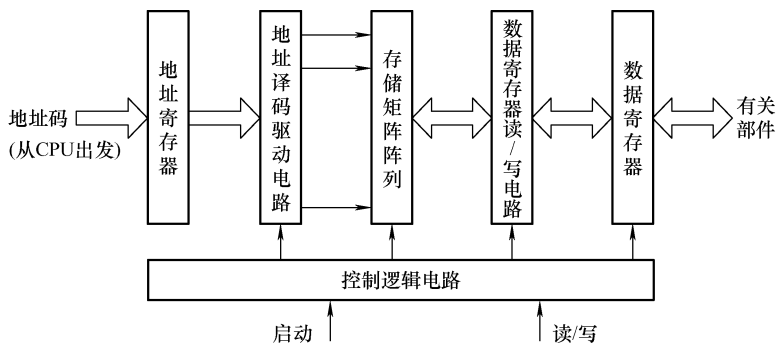 地址码
(从CPU出发)
地址寄存器
地址译码驱动电路
存储矩阵阵列
数据寄存器读/写电路
数据寄存器
有关
部件
控制逻辑电路
启动
读/写